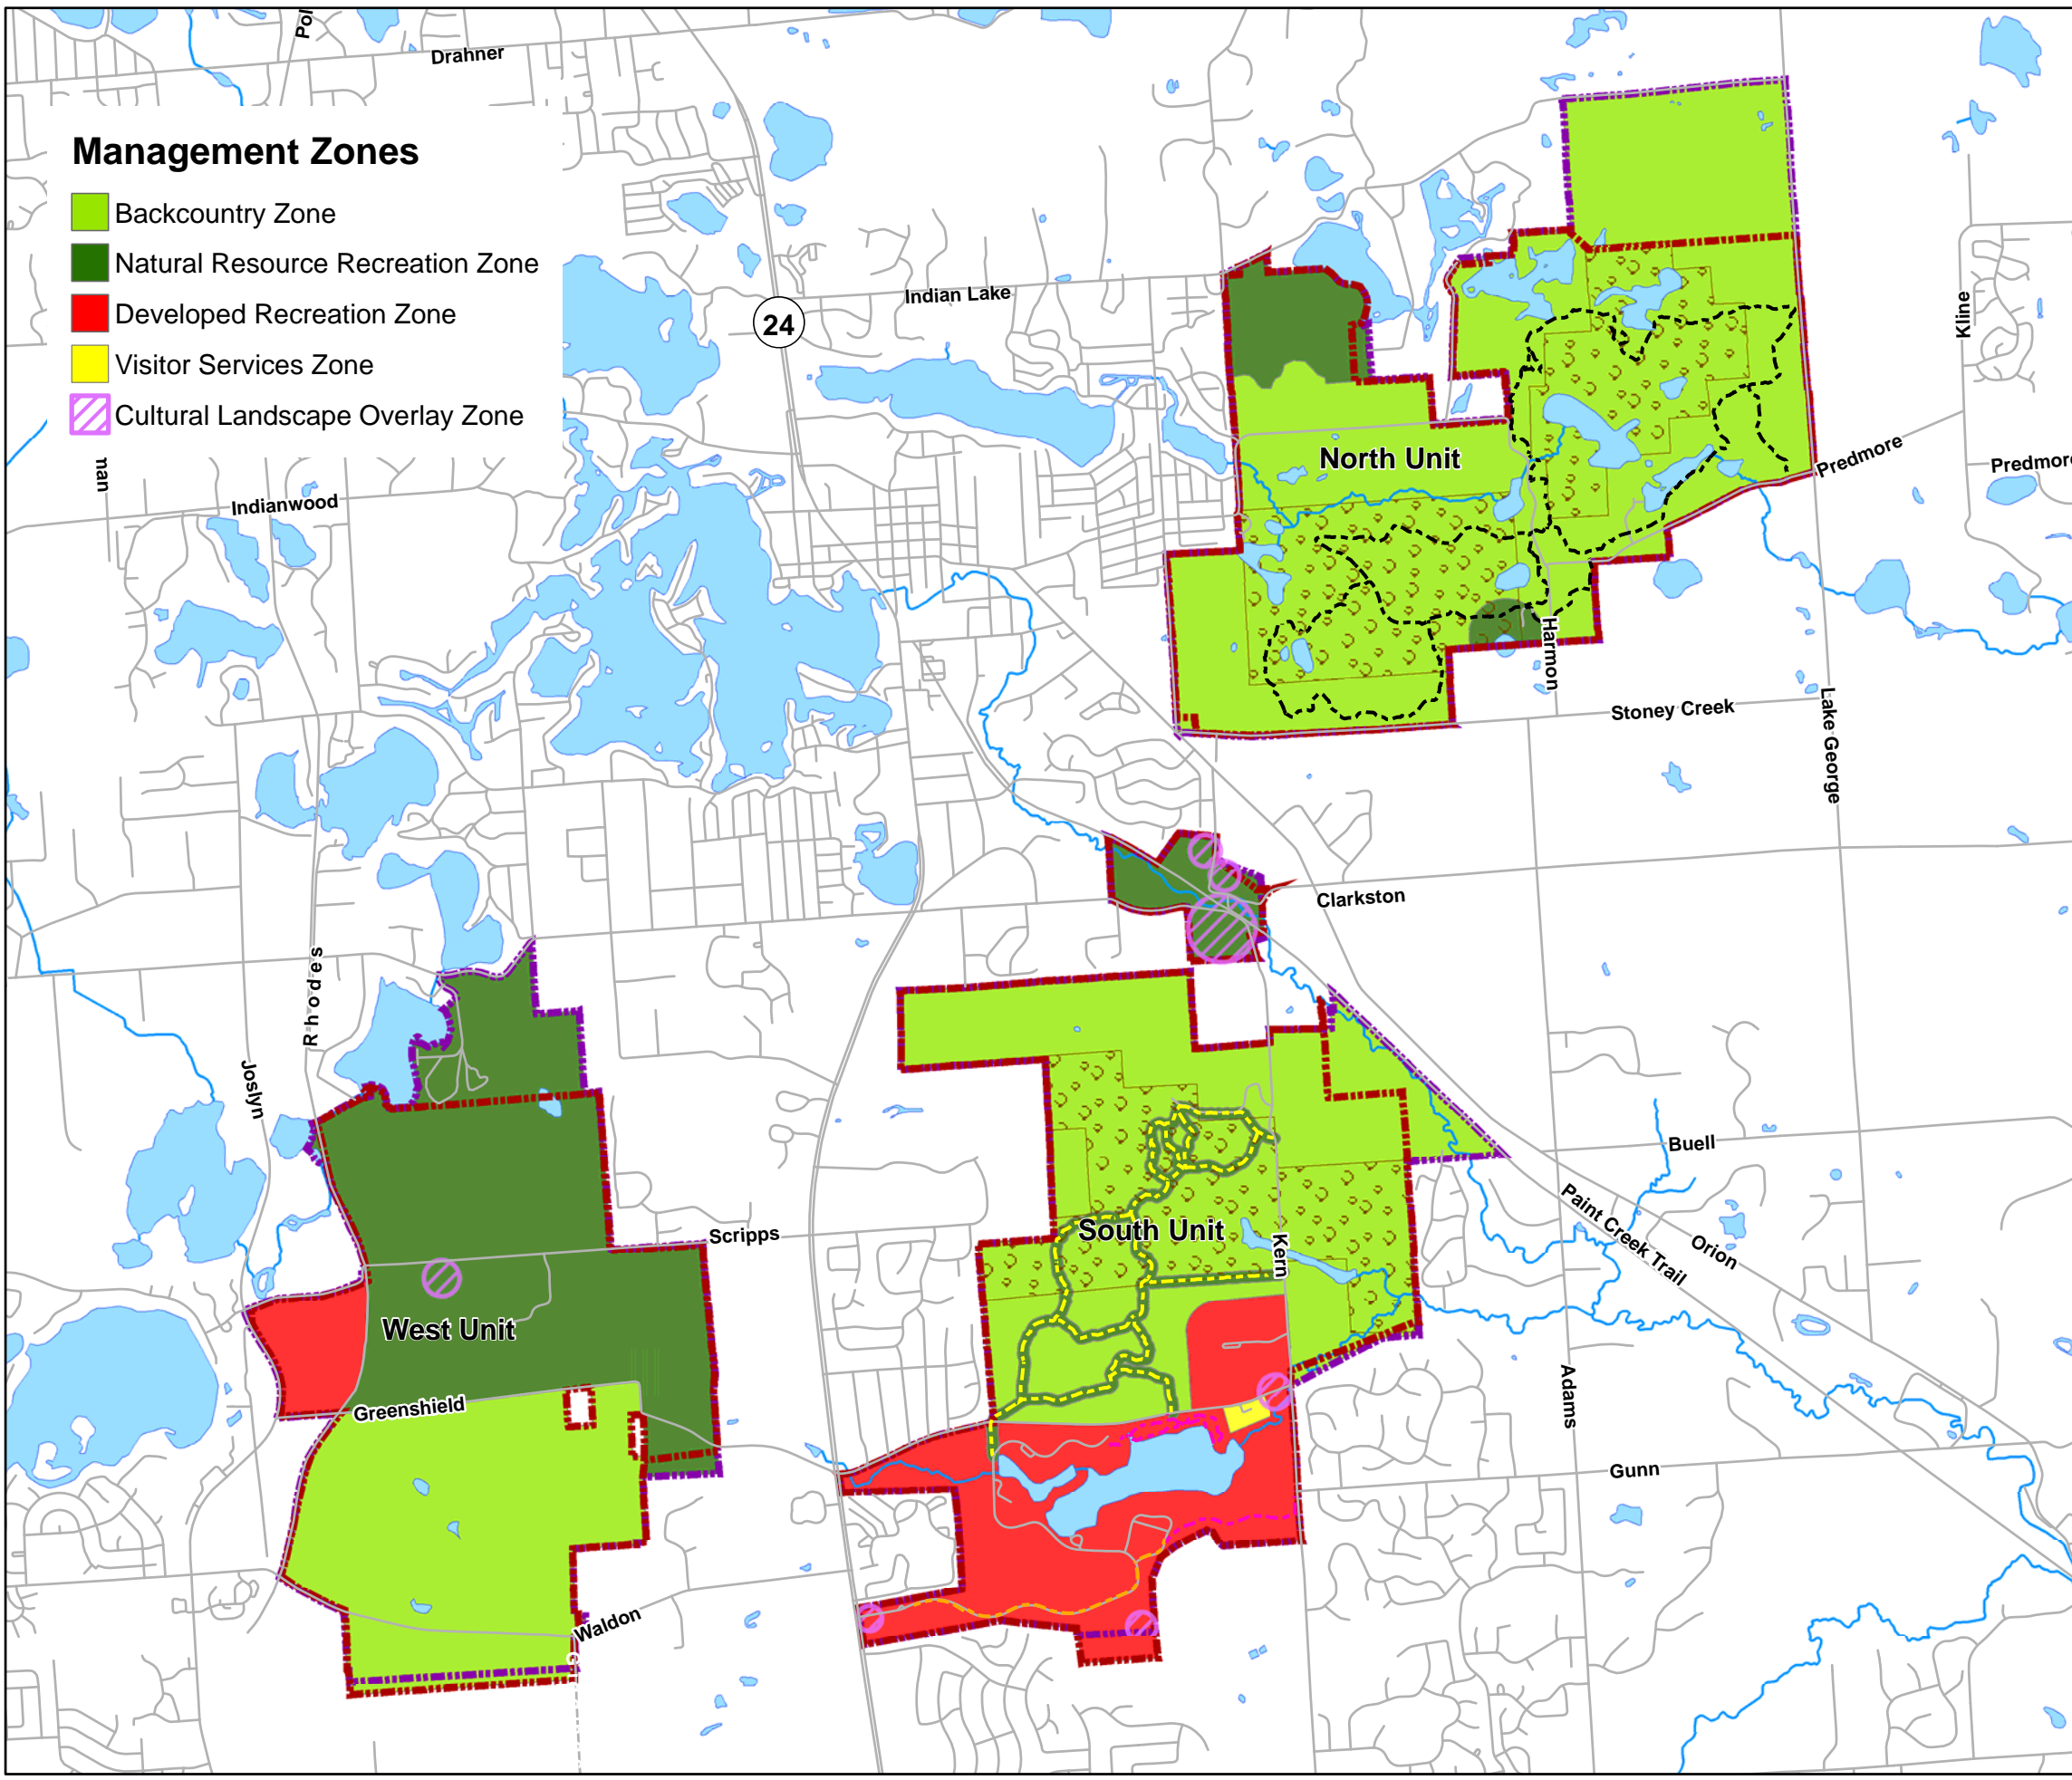 Pol
Drahner
Management Zones
Backcountry Zone
Natural Resource Recreation Zone
Developed Recreation Zone
Visitor Services Zone
Cultural Landscape Overlay Zone
24
Indian Lake
Kline
North Unit
Predmore
Predmore
man
Indianwood
Harmon
Stoney Creek
Lake George
Clarkston
Rhodes
Joslyn
Buell
Paint Creek Trail
Orion
Scripps
South Unit
Kern
West Unit
Greenshield
Adams
Gunn
Waldon